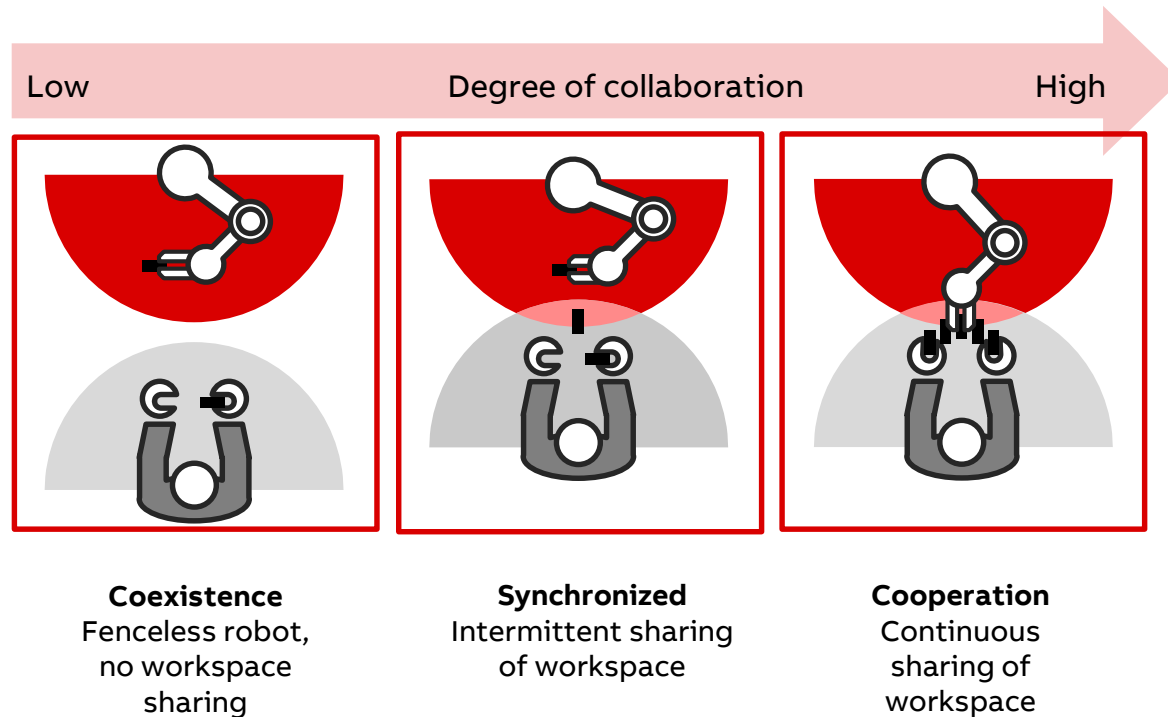 Low Degree of collaboration High
Coexistence
Fenceless robot,
no workspace
sharing
Synchronized
Intermittent sharing
of workspace
Cooperation
Continuous
sharing of
workspace